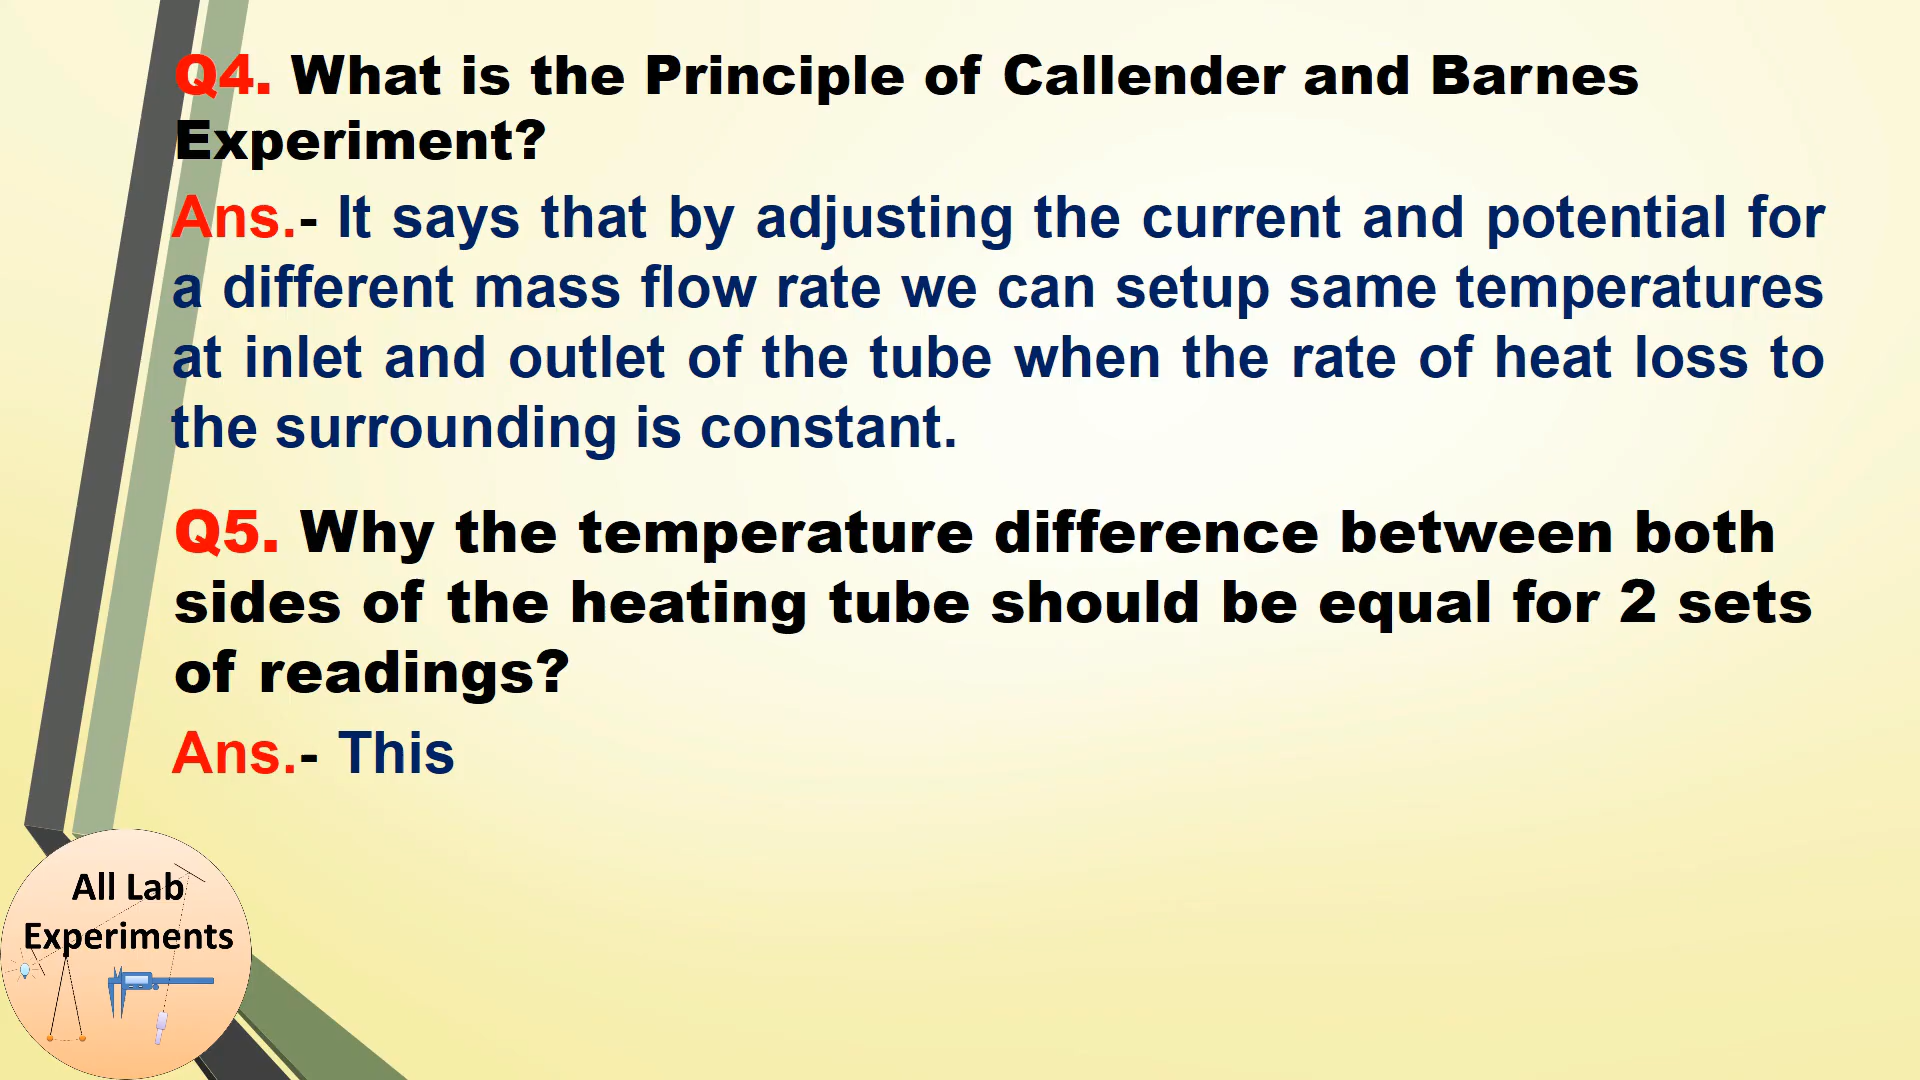 Q4. What is the Principle of Callender and Barnes
Experiment?
Ans.- It says that by adjusting the current and potential for
a different mass flow rate we can setup same temperatures
at inlet and outlet of the tube when the rate of heat loss to
the surrounding is constant.
Q5. Why the temperature difference between both
sides of the heating tube should be equal for 2 sets
of readings?
Ans.- This
All Lab
Experiments